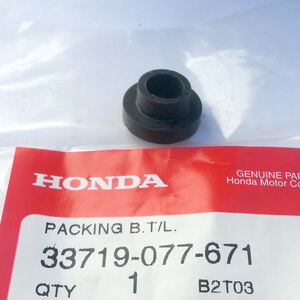 HONDA
GENUINE PA
Honda Motor Co
PACKING B.T/L.
33719-077-671
QTY 1 B2T03